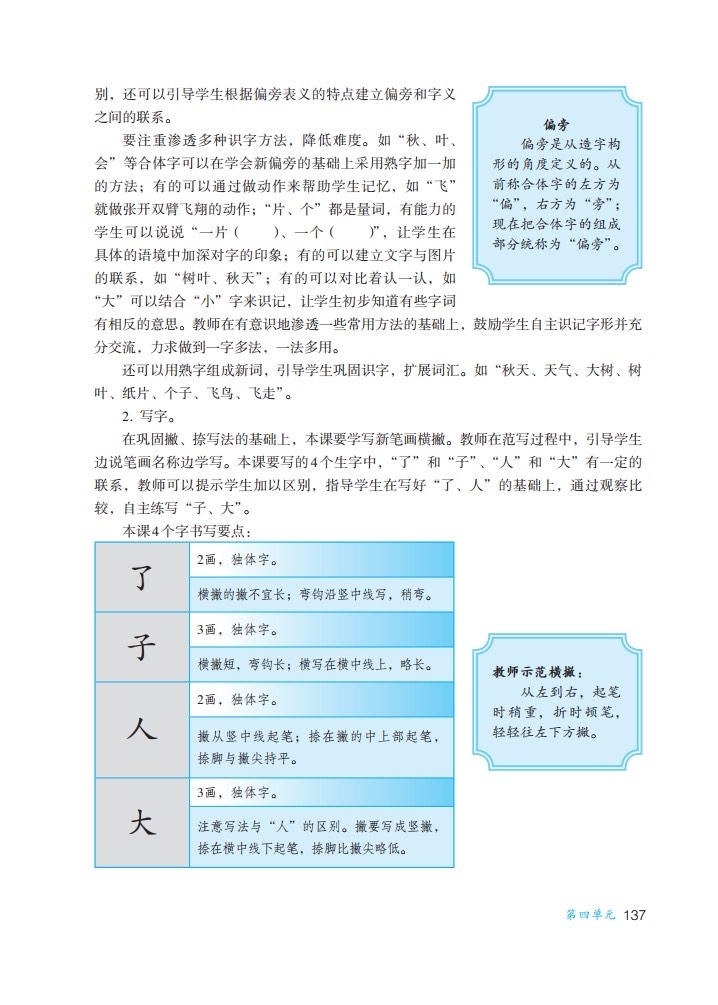 别，还可以引导学生根据偏旁表义的特点建立偏旁和字义
之间的联系。
要注重渗透多种识字方法，降低难度。如“秋、叶、
会”等合体字可以在学会新偏旁的基础上采用熟字加一加
的方法；有的可以通过做动作来帮助学生记忆，如“飞”
就做张开双臂飞翔的动作；“片、个”都是量词，有能力的
学生可以说说“一片（　　）、一个（　　）”，让学生在
具体的语境中加深对字的印象；有的可以建立文字与图片
的联系，如“树叶、秋天”；有的可以对比着认一认，如
“大”可以结合“小”字来识记，让学生初步知道有些字词
有相反的意思。教师在有意识地渗透一些常用方法的基础上，鼓励学生自主识记字形并充
分交流，力求做到一字多法，一法多用。
还可以用熟字组成新词，引导学生巩固识字，扩展词汇。如“秋天、天气、大树、树
叶、纸片、个子、飞鸟、飞走”。
2. 写字。
在巩固撇、捺写法的基础上，本课要学写新笔画横撇。教师在范写过程中，引导学生
边说笔画名称边学写。本课要写的4个生字中，“了”和“子”、“人”和“大”有一定的
联系，教师可以提示学生加以区别，指导学生在写好“了、人”的基础上，通过观察比
较，自主练写“子、大”。
本课4个字书写要点：
了
2画，独体字。
横撇的撇不宜长；弯钩沿竖中线写，稍弯。
子
3画，独体字。
横撇短，弯钩长；横写在横中线上，略长。
人
2画，独体字。
撇从竖中线起笔；捺在撇的中上部起笔，
捺脚与撇尖持平。
大
3画，独体字。
注意写法与“人”的区别。撇要写成竖撇，
捺在横中线下起笔，捺脚比撇尖略低。
偏旁
偏旁是从造字构
形的角度定义的。从
前称合体字的左方为
“偏”，右方为“旁”；
现在把合体字的组成
部分统称为“偏旁”。
教师示范横撇：
从左到右，起笔
时稍重，折时顿笔，
轻轻往左下方撇。
第四单元 137